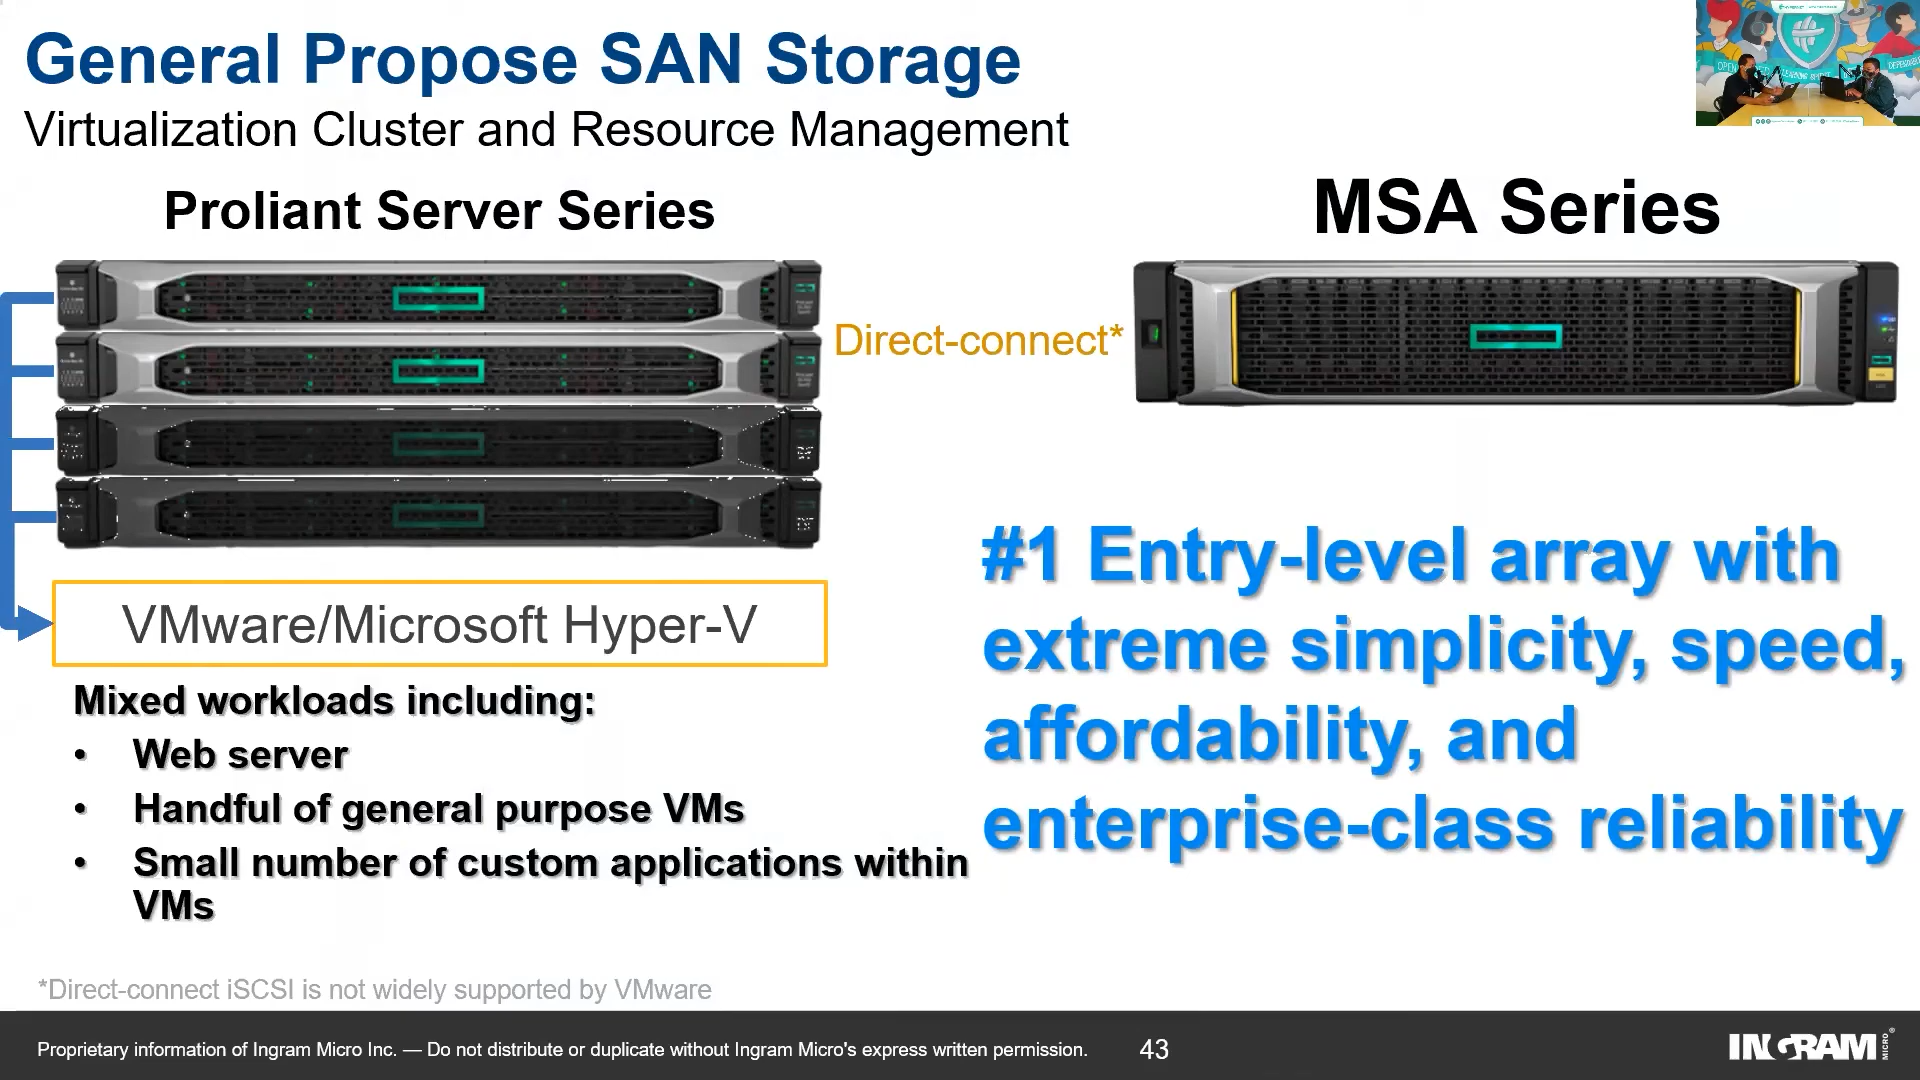 General Propose SAN Storage
Virtualization Cluster and Resource Management
Proliant Server Series
MSA Series
Direct-connect*
#1 Entry-level array with
extreme simplicity, speed,
affordability, and
enterprise-class reliability
VMware/Microsoft Hyper-V
Mixed workloads including:
• Web server
• Handful of general purpose VMs
• Small number of custom applications within
VMs
*Direct-connect iSCSI is not widely supported by VMware
Proprietary information of Ingram Micro Inc. — Do not distribute or duplicate without Ingram Micro's express written permission.
43
INGRAM MICRO®